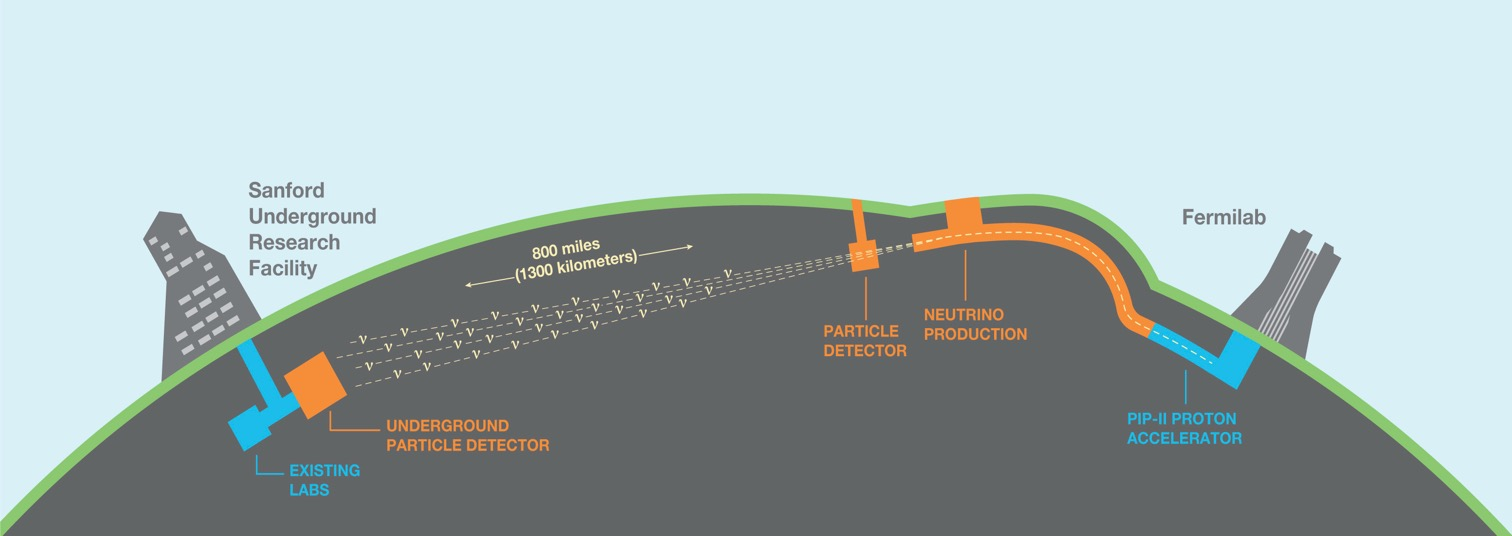 Sanford
Underground
Research
Facility
Fermilab
800 miles
(1300 kilometers)
ν ν ν ν ν ν ν ν ν
ν ν ν ν ν ν ν ν
ν ν ν ν ν ν ν
ν ν ν ν ν ν
PARTICLE
DETECTOR
NEUTRINO
PRODUCTION
PIP-II PROTON
ACCELERATOR
UNDERGROUND
PARTICLE DETECTOR
EXISTING
LABS